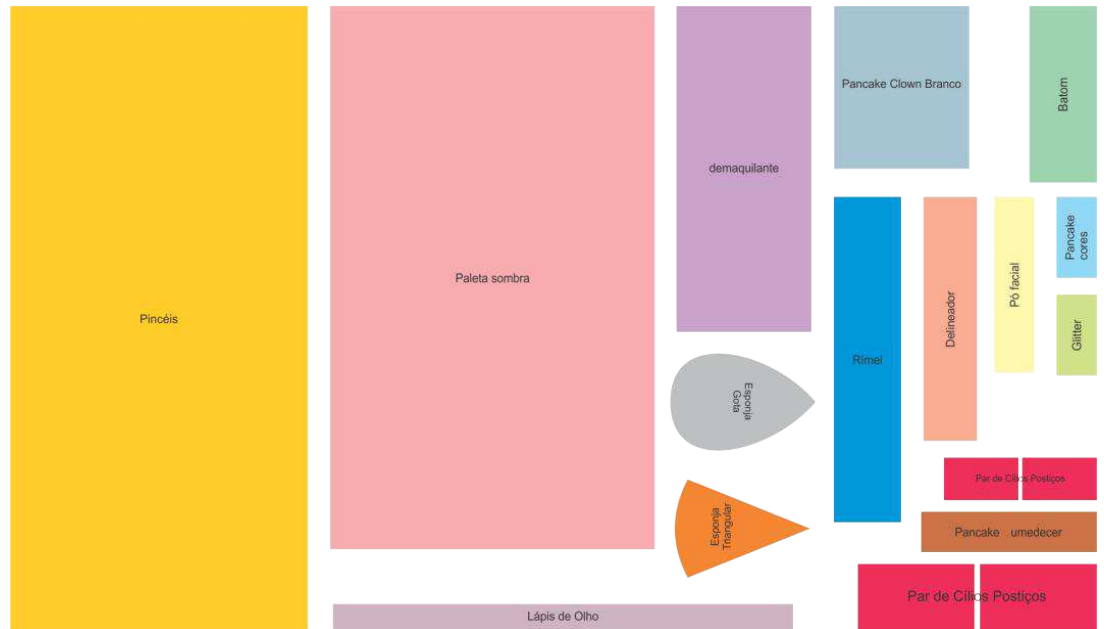 Pincéis
Paleta sombra
demaquilante
Pancake Clown Branco
Batom
Rímel
Delineador
Pó facial
Pancake
cores
Glitter
Esponja
Gota
Esponja
Triangular
Par de Cílios Postiços
Pancake umedecer
Par de Cílios Postiços
Lápis de Olho